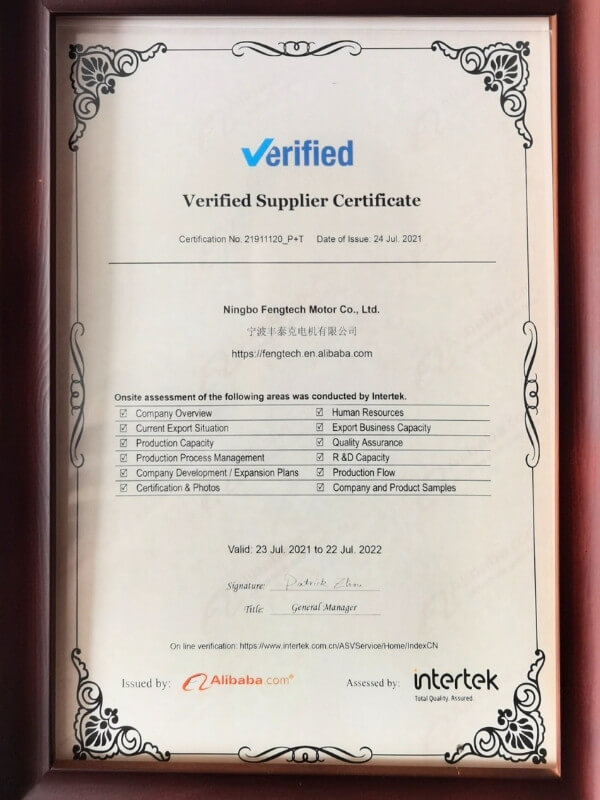 Verified
Verified Supplier Certificate
Certification No. 21911120_P+T Date of Issue: 24 Jul. 2021
Ningbo Fengtech Motor Co., Ltd.
宁波丰泰克电机有限公司
https://fengtech.en.alibaba.com
Onsite assessment of the following areas was conducted by Intertek.
☑ Company Overview ☑ Human Resources
☑ Current Export Situation ☑ Export Business Capacity
☑ Production Capacity ☑ Quality Assurance
☑ Production Process Management ☑ R &D Capacity
☑ Company Development / Expansion Plans ☑ Production Flow
☑ Certification & Photos ☑ Company and Product Samples
Valid: 23 Jul. 2021 to 22 Jul. 2022
Signature: Patrick Zhou
Title: General Manager
On line verification: https://www.intertek.com.cn/ASVService/Home/IndexCN
Issued by: Alibaba.com® Assessed by: intertek
Total Quality. Assured.